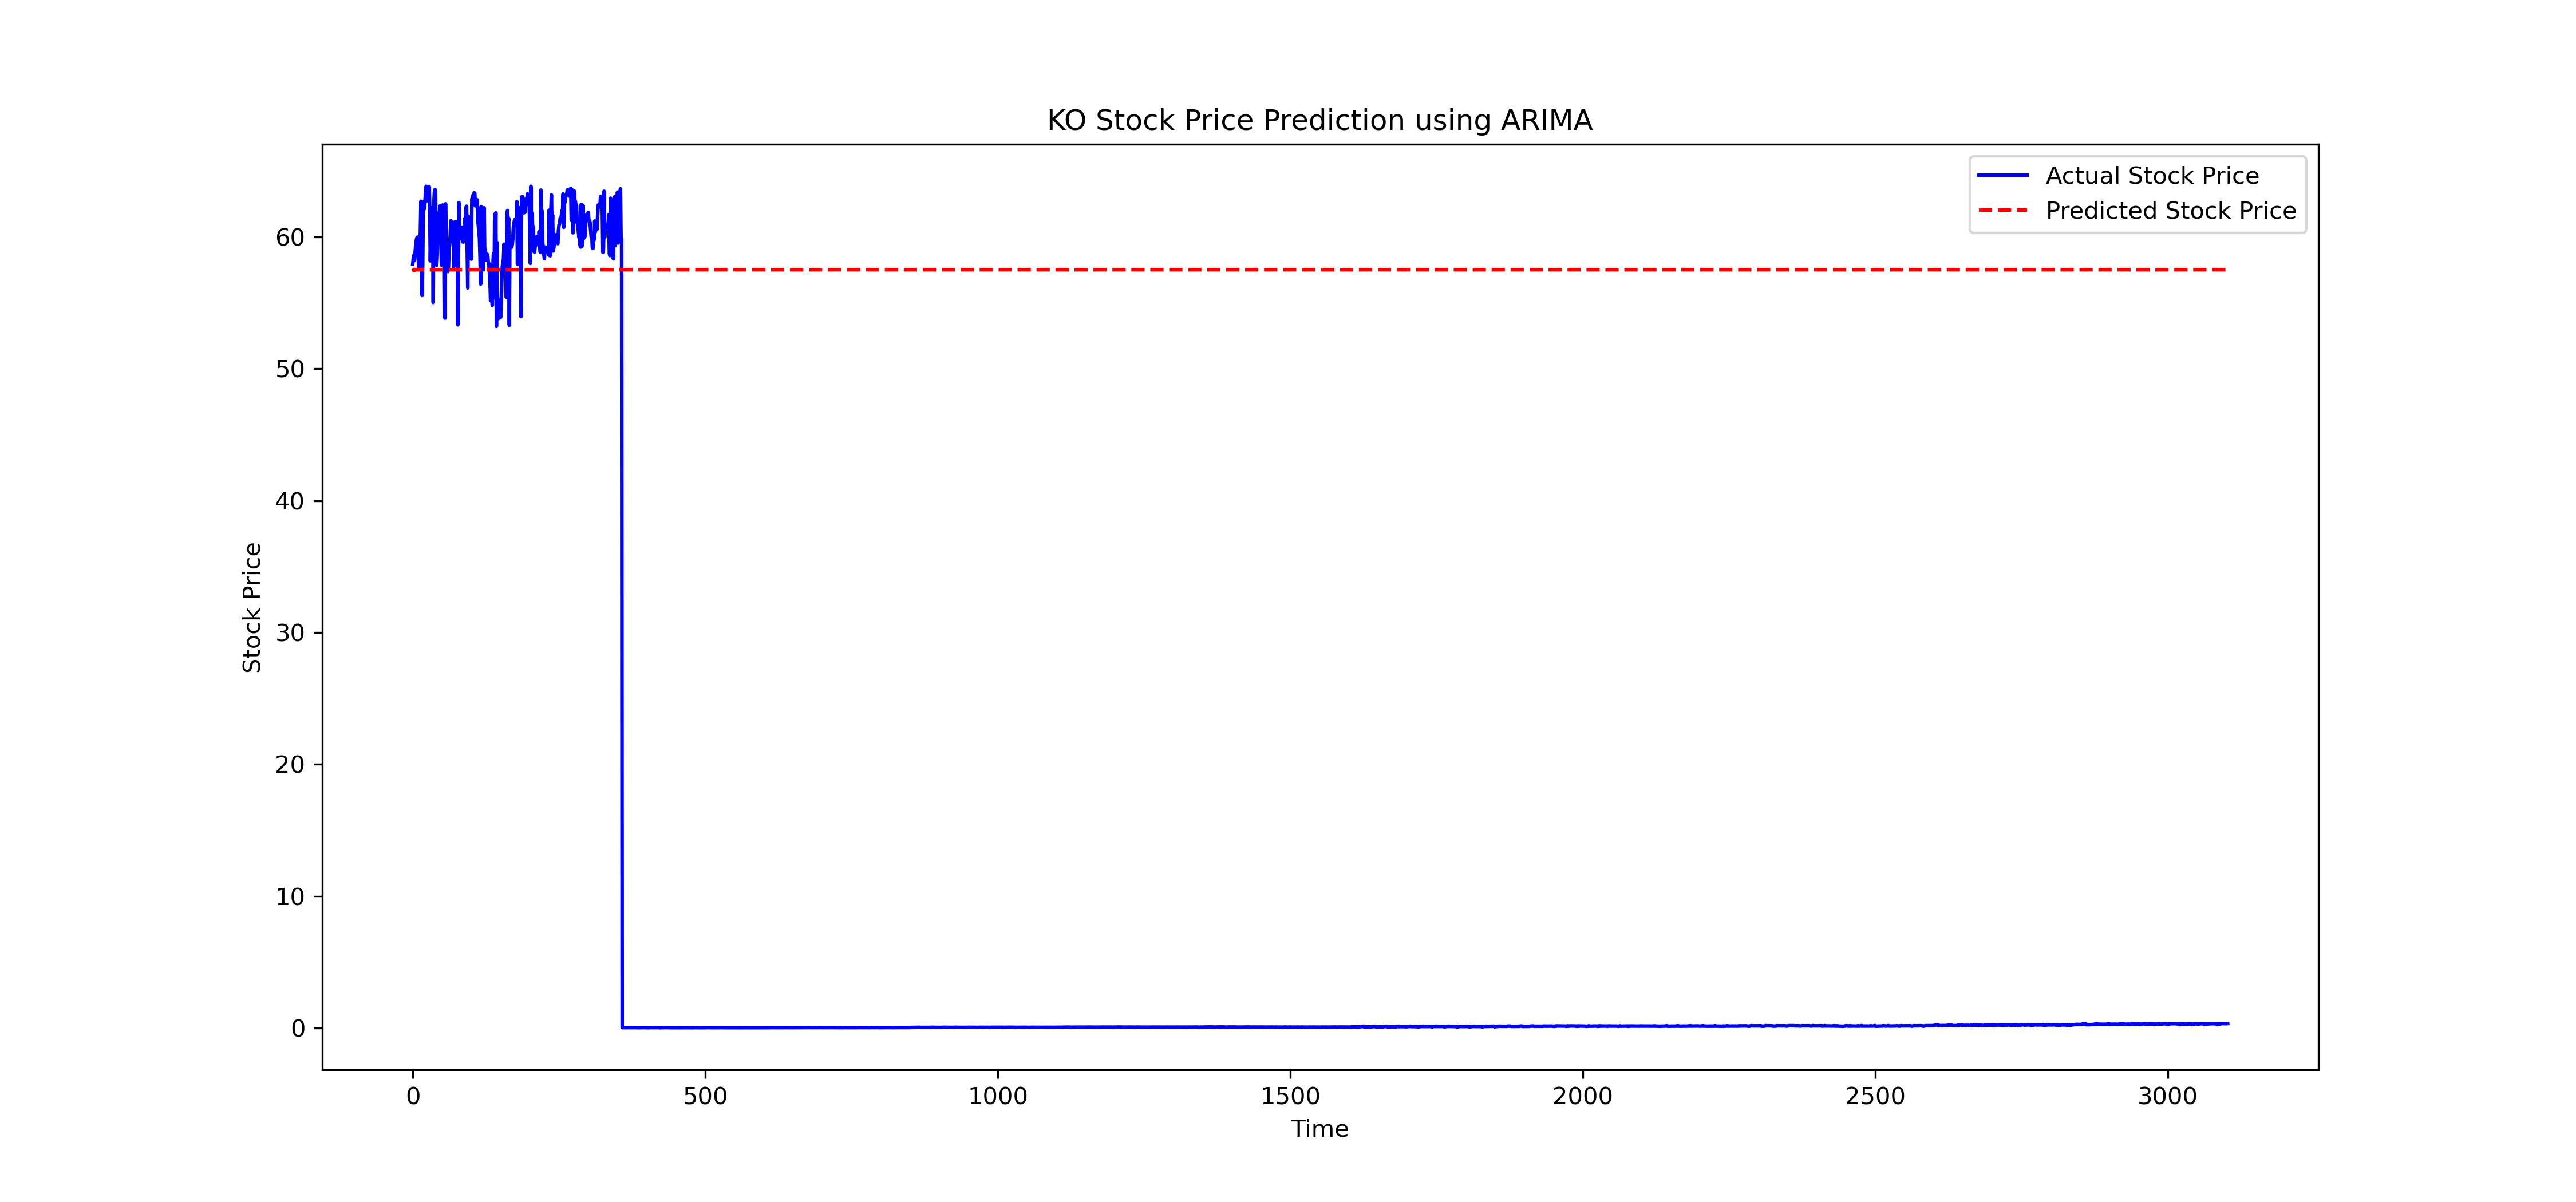 KO Stock Price Prediction using ARIMA
Actual Stock Price
Predicted Stock Price
Stock Price
60
50
40
30
20
10
0
0 500 1000 1500 2000 2500 3000
Time